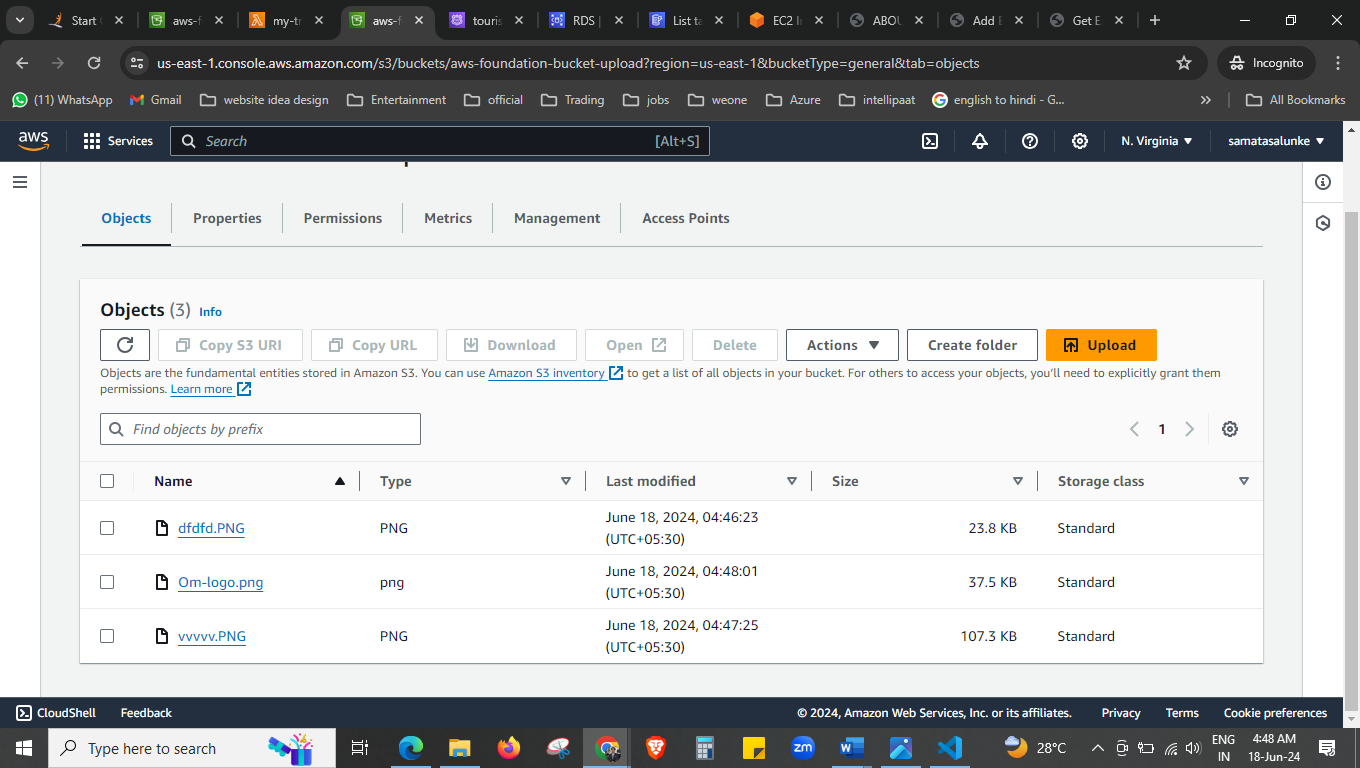 Start aws-f my-tr aws-f touris RDS | List ta EC2 In ABOU Add E Get E
us-east-1.console.aws.amazon.com/s3/buckets/aws-foundation-bucket-upload?region=us-east-1&bucketType=general&tab=objects Incognito
(11) WhatsApp Gmail website idea design Entertainment official Trading jobs weone Azure intellipaat english to hindi - G... All Bookmarks
aws Services Search [Alt+S] N. Virginia samatasalunke
Objects Properties Permissions Metrics Management Access Points
Objects (3) Info
Copy S3 URI Copy URL Download Open Delete Actions Create folder Upload
Objects are the fundamental entities stored in Amazon S3. You can use Amazon S3 inventory to get a list of all objects in your bucket. For others to access your objects, you'll need to explicitly grant them
permissions. Learn more
Find objects by prefix 1
Name Type Last modified Size Storage class
dfdfd.PNG PNG June 18, 2024, 04:46:23 (UTC+05:30) 23.8 KB Standard
Om-logo.png png June 18, 2024, 04:48:01 (UTC+05:30) 37.5 KB Standard
vvvvv.PNG PNG June 18, 2024, 04:47:25 (UTC+05:30) 107.3 KB Standard
CloudShell Feedback © 2024, Amazon Web Services, Inc. or its affiliates. Privacy Terms Cookie preferences
Type here to search zm 28°C ENG IN 4:48 AM 18-Jun-24